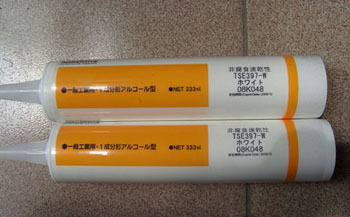 ●一般工業用・1成分形アルコール型 ●NET 333ml
非腐食速乾性
TSE397-W
ホワイト
08K048
●一般工業用・1成分形アルコール型 ●NET 333ml
非腐食速乾性
TSE397-W
ホワイト
08K048